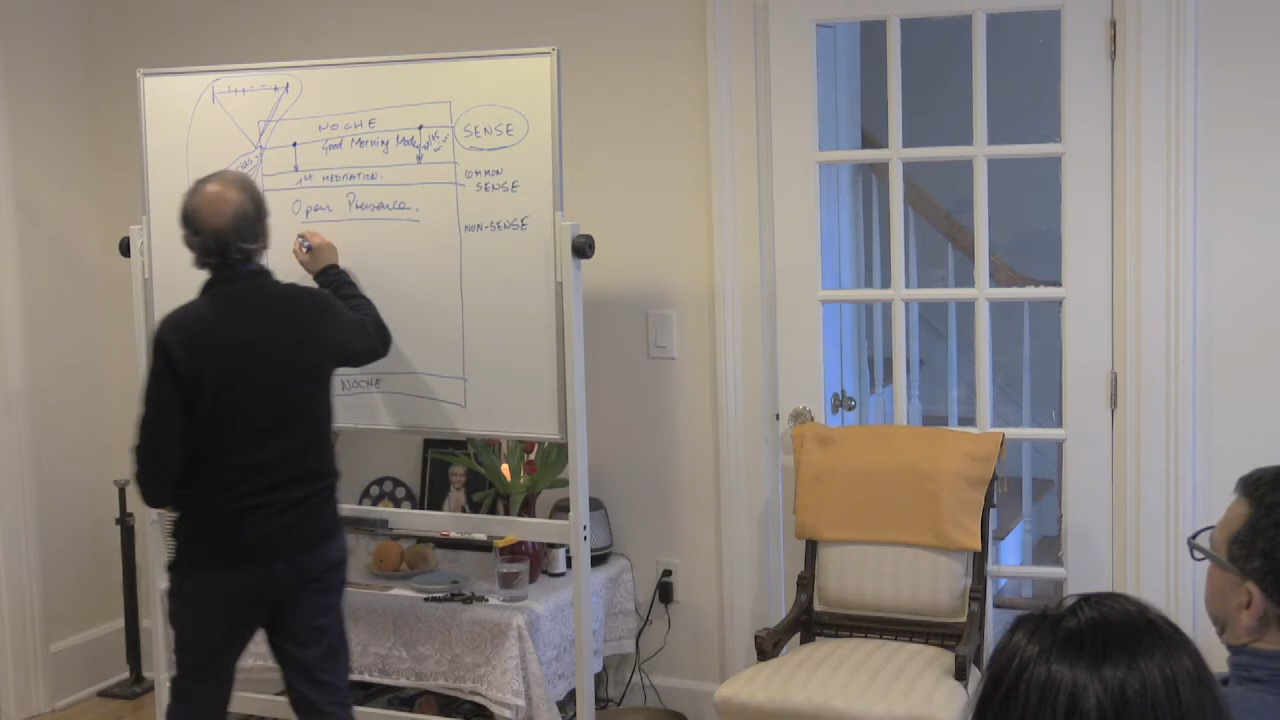 NOCHE
SENSE
Good Morning Mode
1st MEDITATION.
COMMON
SENSE
Open Presence.
NON-SENSE
NOCHE